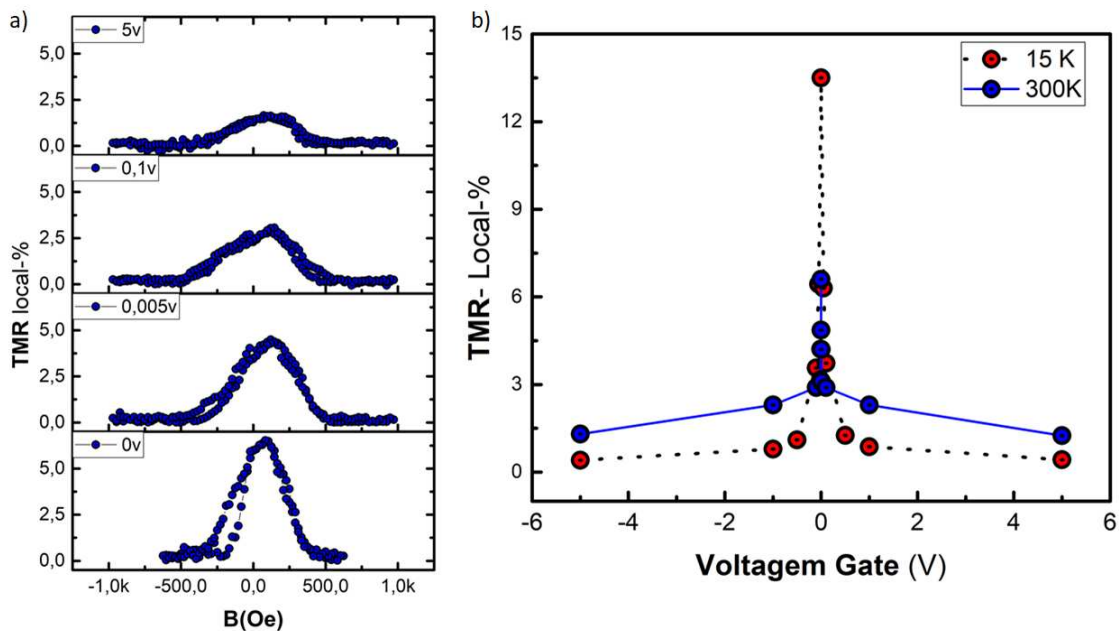 a)
5v
5,0
2,5
0,0
0,1v
5,0
2,5
0,0
0,005v
5,0
2,5
0,0
0v
5,0
2,5
0,0
TMR local-%
-1,0k -500,0 0,0 500,0 1,0k
B(Oe)
b)
15 K
300K
15
12
9
6
3
0
TMR- Local-%
-6 -4 -2 0 2 4 6
Voltagem Gate (V)